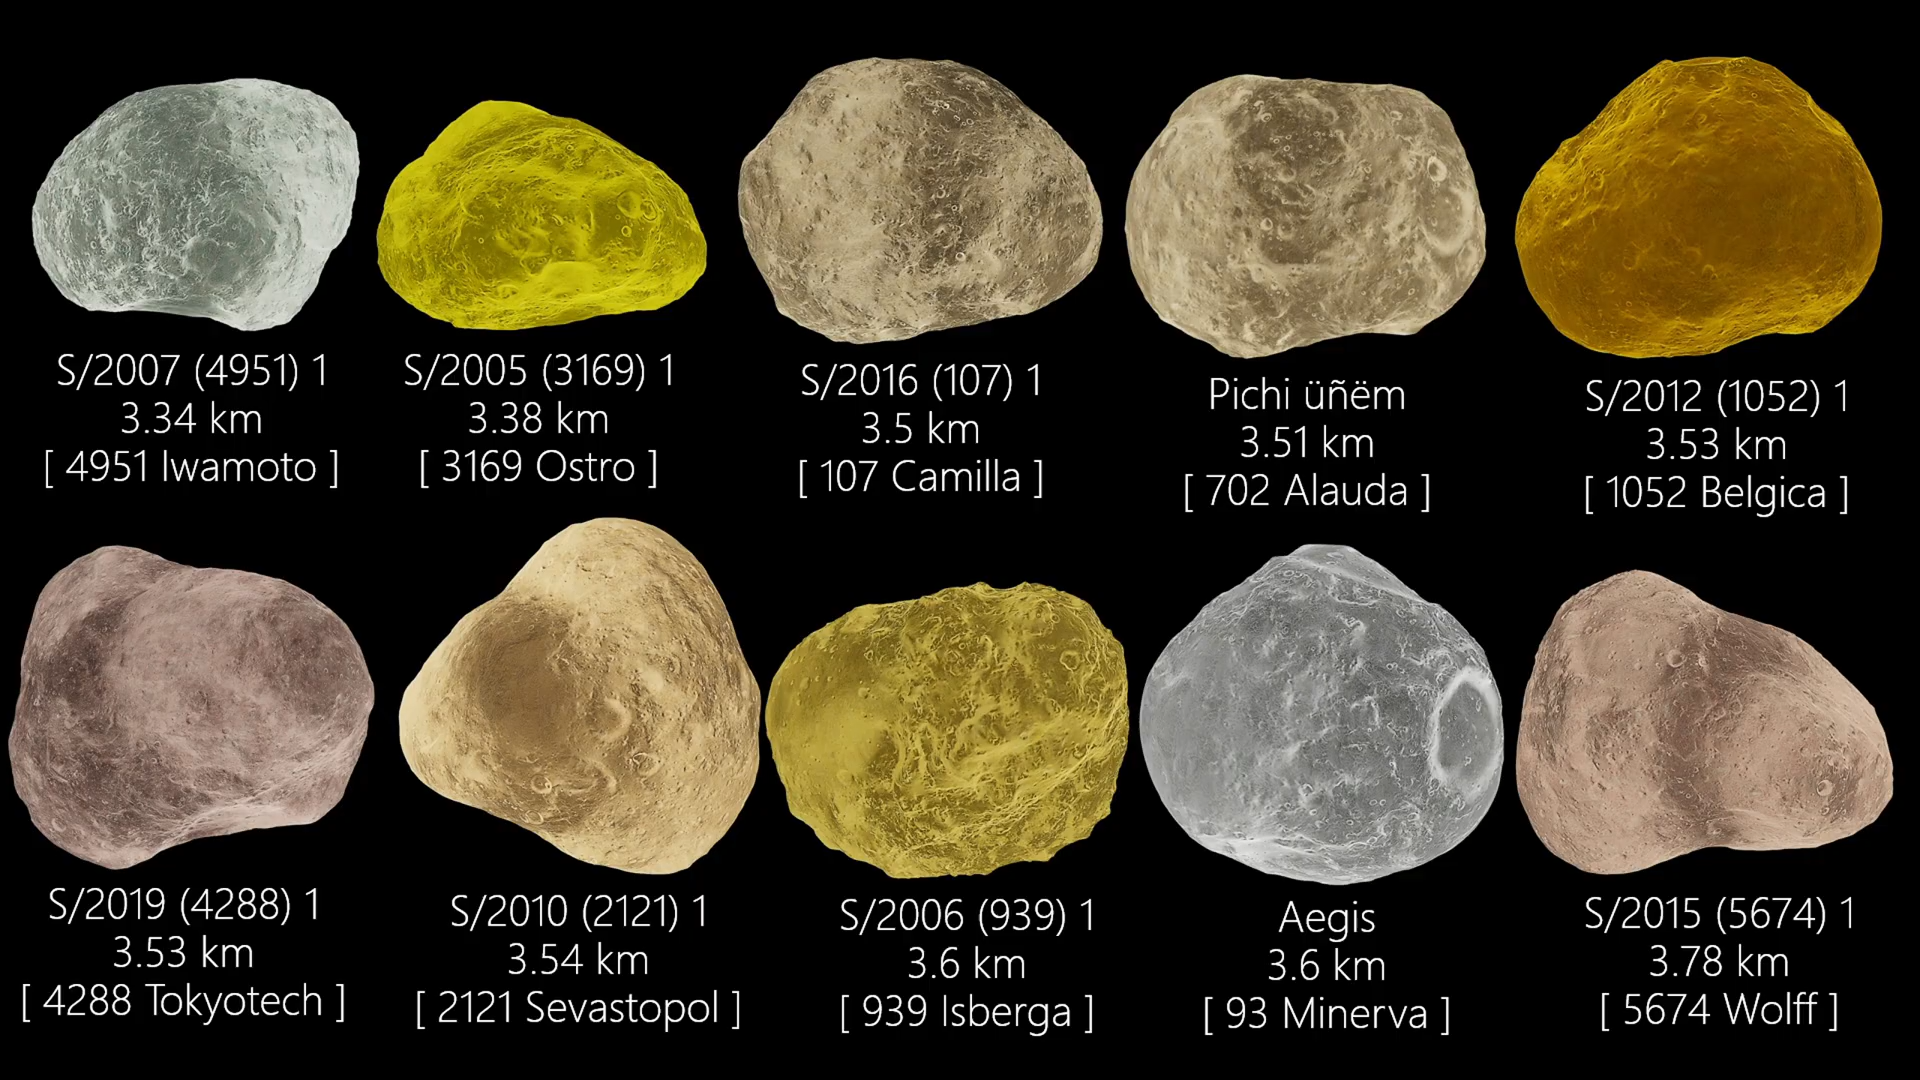 S/2007 (4951) 1
3.34 km
[ 4951 Iwamoto ]
S/2005 (3169) 1
3.38 km
[ 3169 Ostro ]
S/2016 (107) 1
3.5 km
[ 107 Camilla ]
Pichi üñëm
3.51 km
[ 702 Alauda ]
S/2012 (1052) 1
3.53 km
[ 1052 Belgica ]
S/2019 (4288) 1
3.53 km
[ 4288 Tokyotech ]
S/2010 (2121) 1
3.54 km
[ 2121 Sevastopol ]
S/2006 (939) 1
3.6 km
[ 939 Isberga ]
Aegis
3.6 km
[ 93 Minerva ]
S/2015 (5674) 1
3.78 km
[ 5674 Wolff ]